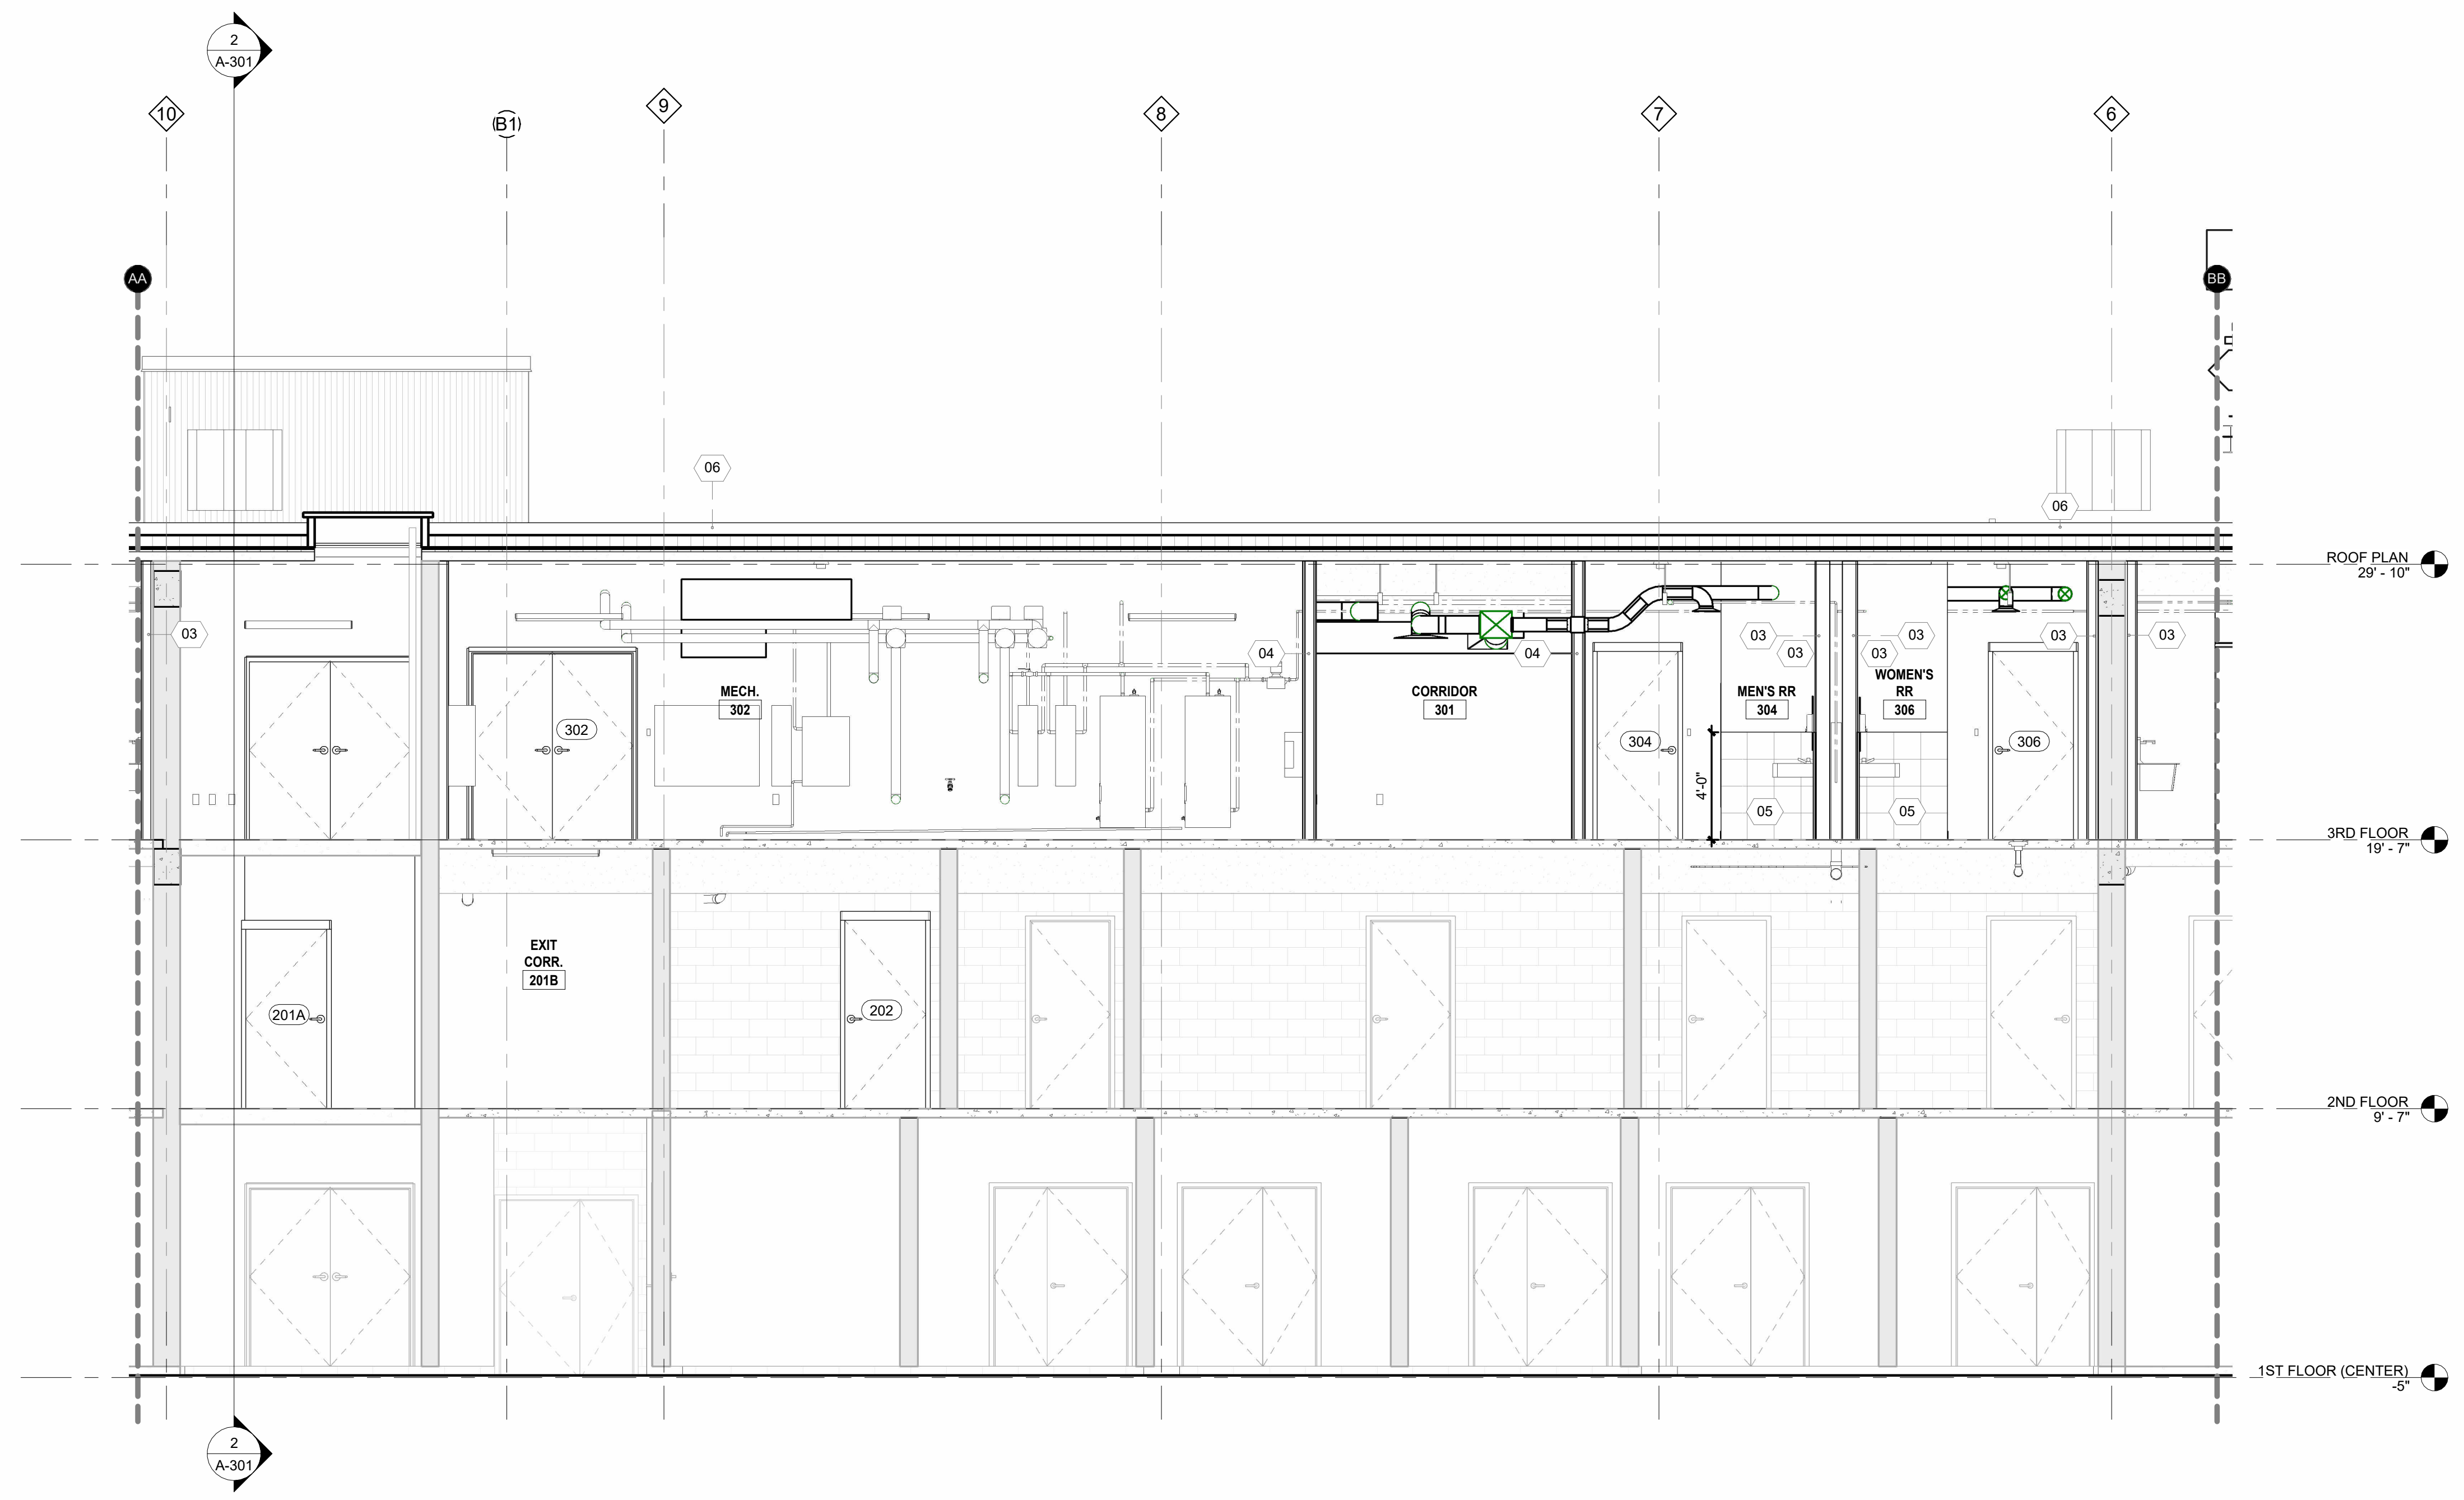 2
A-301
10
(B1)
9
8
7
6
AA
BB
06
06
ROOF PLAN
29' - 10"
03
04
04
03
03
03
03
03
03
MECH.
302
302
CORRIDOR
301
304
MEN'S RR
304
WOMEN'S
RR
306
306
4'-0"
05
05
3RD FLOOR
19' - 7"
EXIT
CORR.
201B
201A
202
2ND FLOOR
9' - 7"
1ST FLOOR (CENTER)
-5"
2
A-301